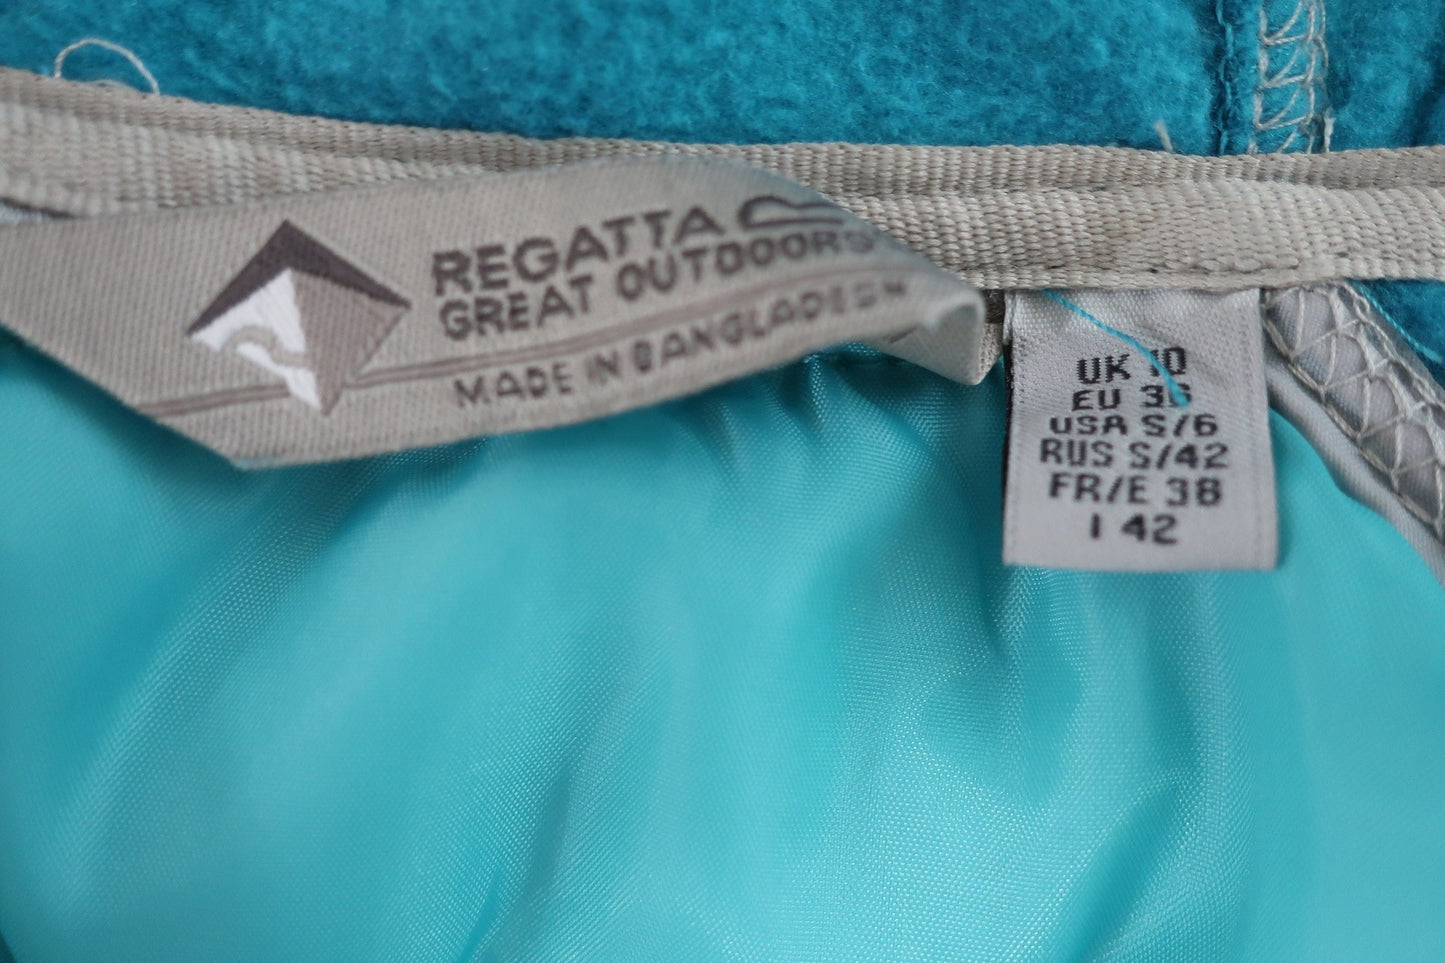 REGATTA
GREAT OUTDOORS
MADE IN BANGLADESH
UK 10
EU 36
USA S/6
RUS S/42
FR/E 38
I 42